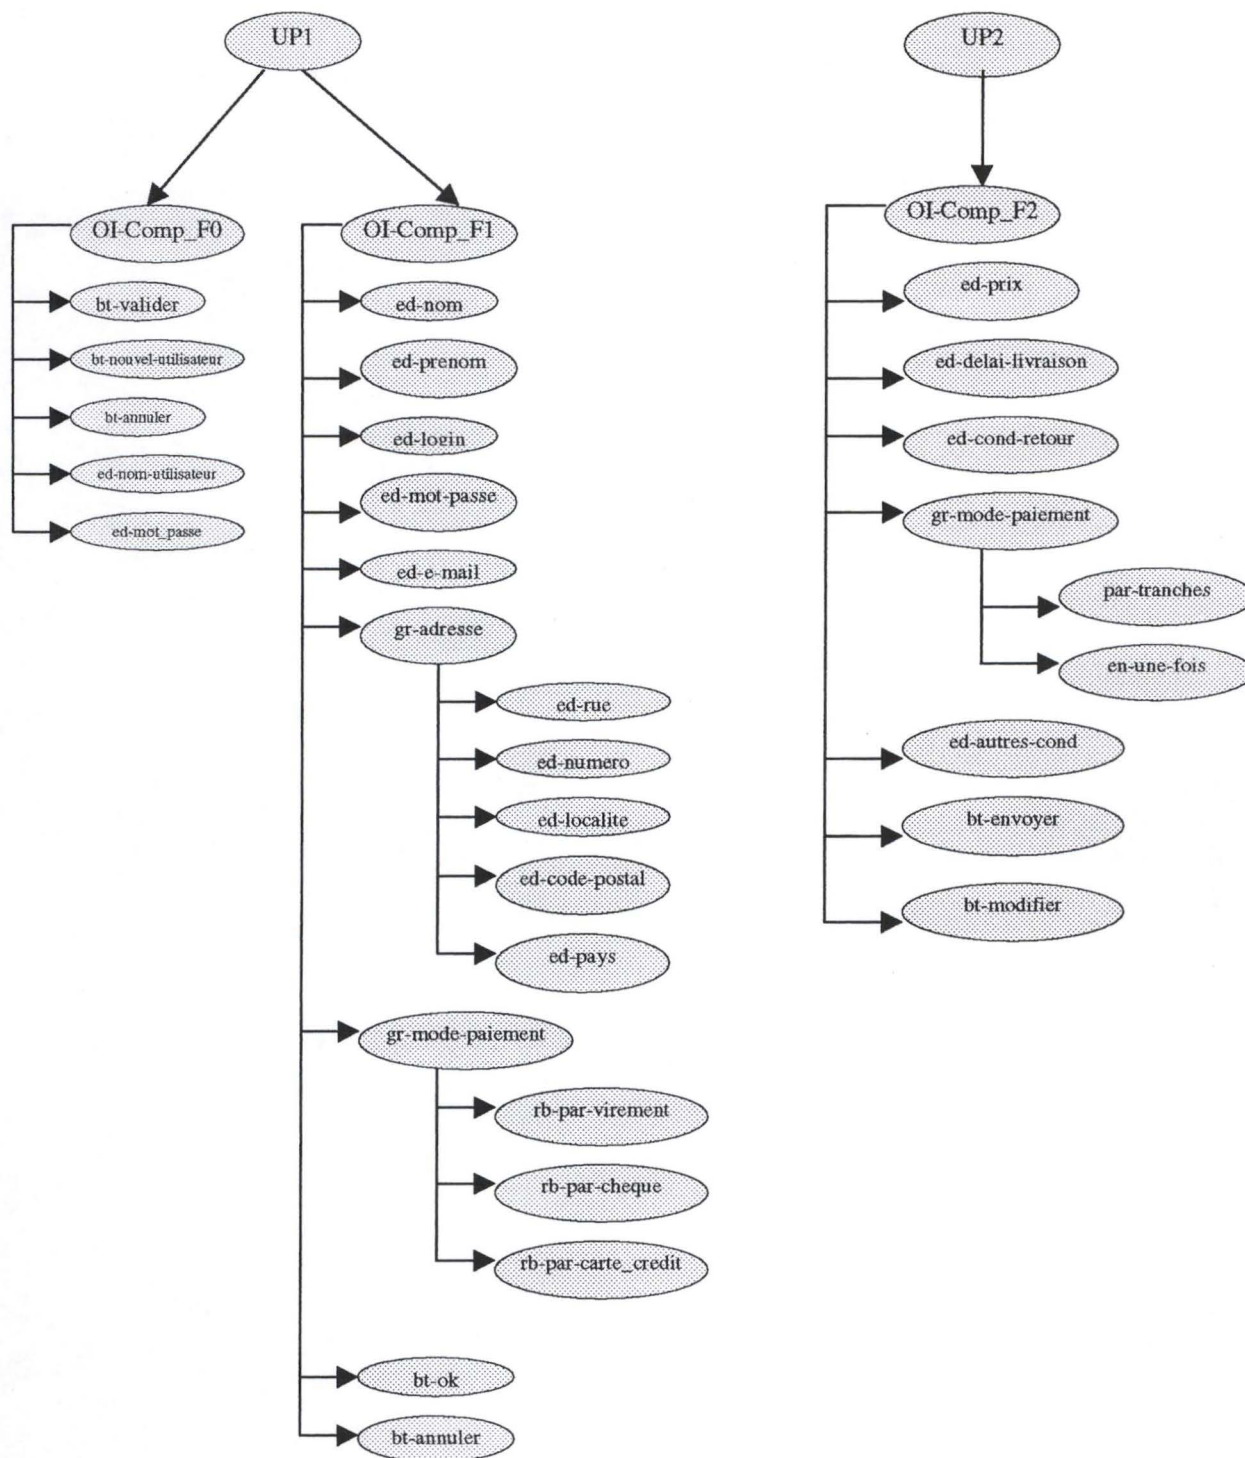 UP1
UP2
OI-Comp_F0
bt-valider
bt-nouvel-utilisateur
bt-annuler
ed-nom-utilisateur
ed-mot_passe
OI-Comp_F1
ed-nom
ed-prenom
ed-login
ed-mot-passe
ed-e-mail
gr-adresse
ed-rue
ed-numero
ed-localite
ed-code-postal
ed-pays
gr-mode-paiement
rb-par-virement
rb-par-cheque
rb-par-carte_credit
bt-ok
bt-annuler
OI-Comp_F2
ed-prix
ed-delai-livraison
ed-cond-retour
gr-mode-paiement
par-tranches
en-une-fois
ed-autres-cond
bt-envoyer
bt-modifier